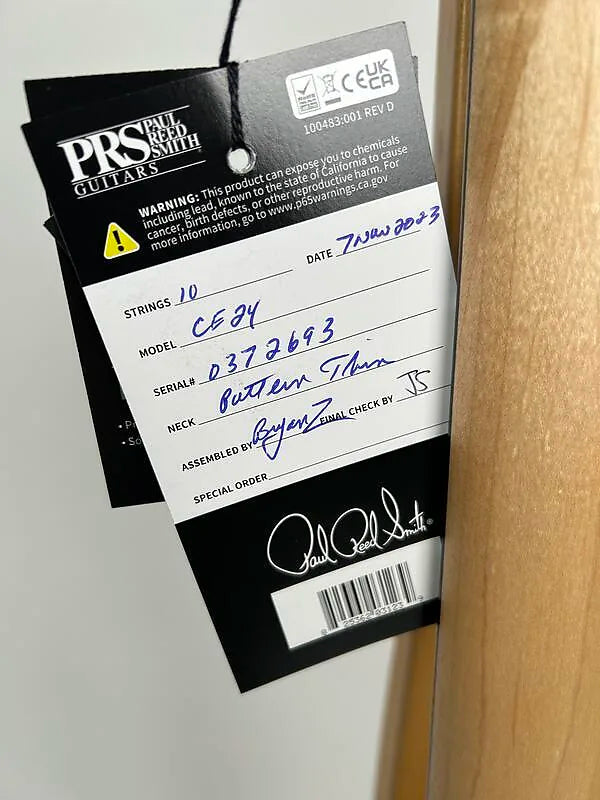 PRS PAUL
REED
SMITH
GUITARS
CE UK
CA
100483:001 REV D
WARNING: This product can expose you to chemicals
including lead, known to the state of California to cause
cancer, birth defects, or other reproductive harm. For
more information, go to www.p65warnings.ca.gov
STRINGS 10 DATE 7 Nov 2023
MODEL CE 24
SERIAL# 0372693
NECK Pattern Thin
ASSEMBLED BY Bryan Z FINAL CHECK BY JS
SPECIAL ORDER
Paul Reed Smith®